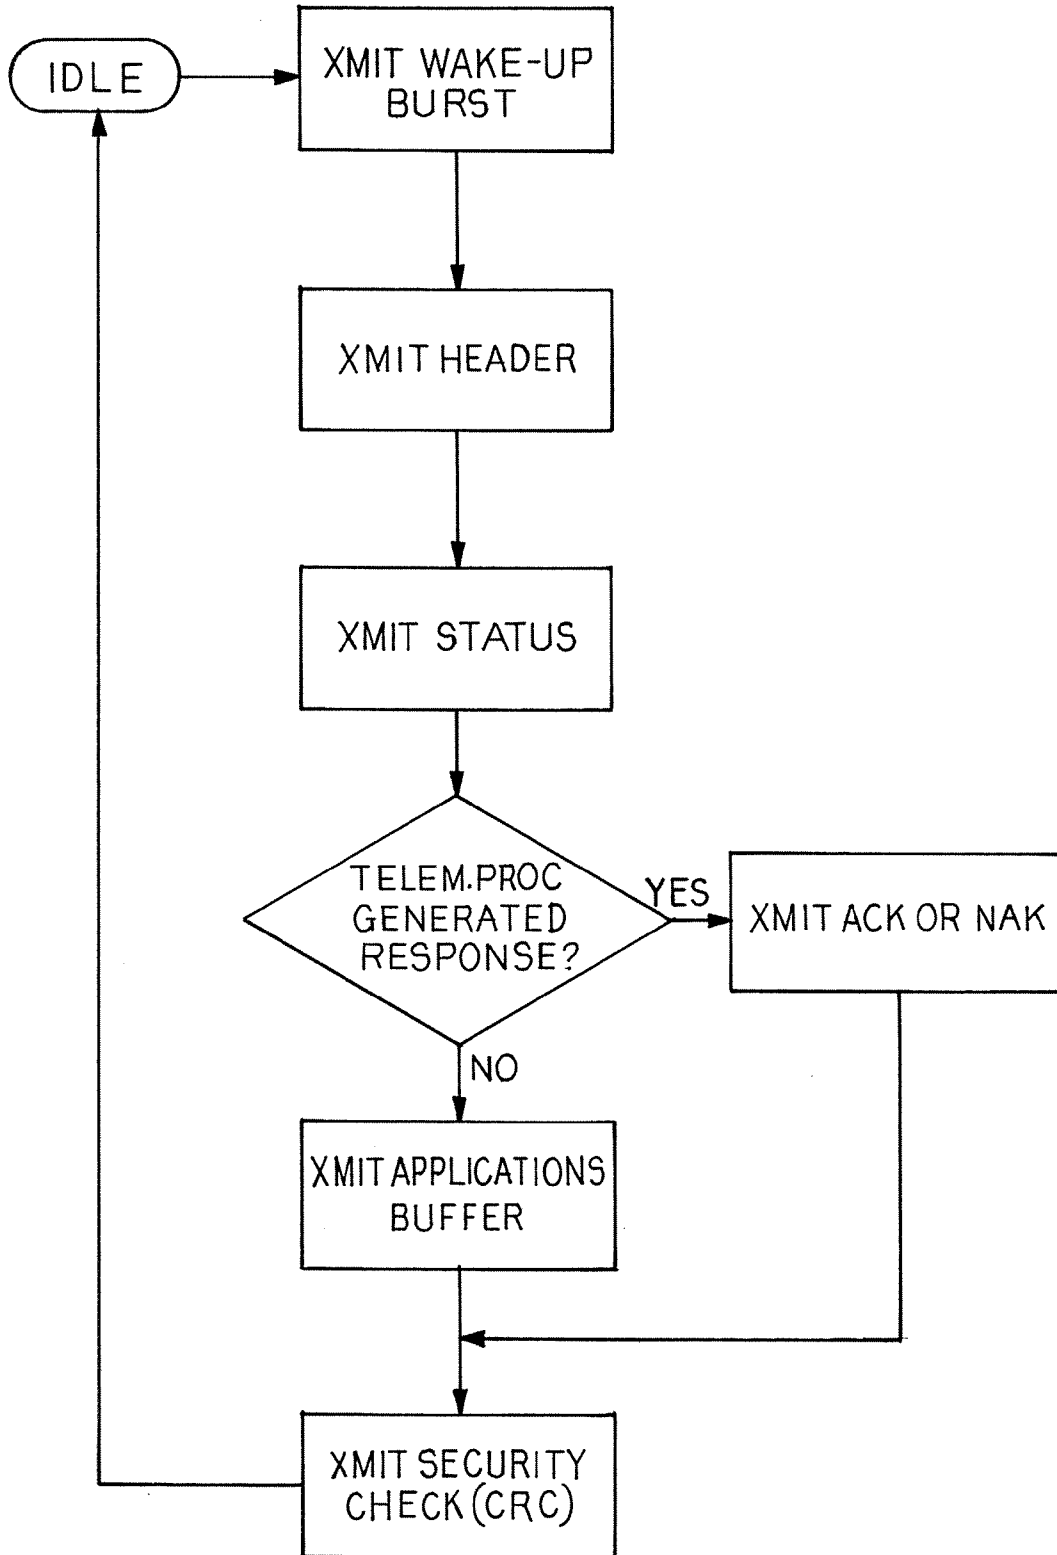 IDLE
XMIT WAKE-UP
BURST
XMIT HEADER
XMIT STATUS
TELEM.PROC
GENERATED
RESPONSE?
YES
XMIT ACK OR NAK
NO
XMIT APPLICATIONS
BUFFER
XMIT SECURITY
CHECK (CRC)